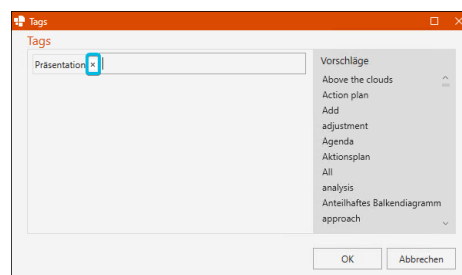 Tags
Tags
Präsentation ×
Vorschläge
Above the clouds
Action plan
Add
adjustment
Agenda
Aktionsplan
All
analysis
Anteilhaftes Balkendiagramm
approach
OK Abbrechen